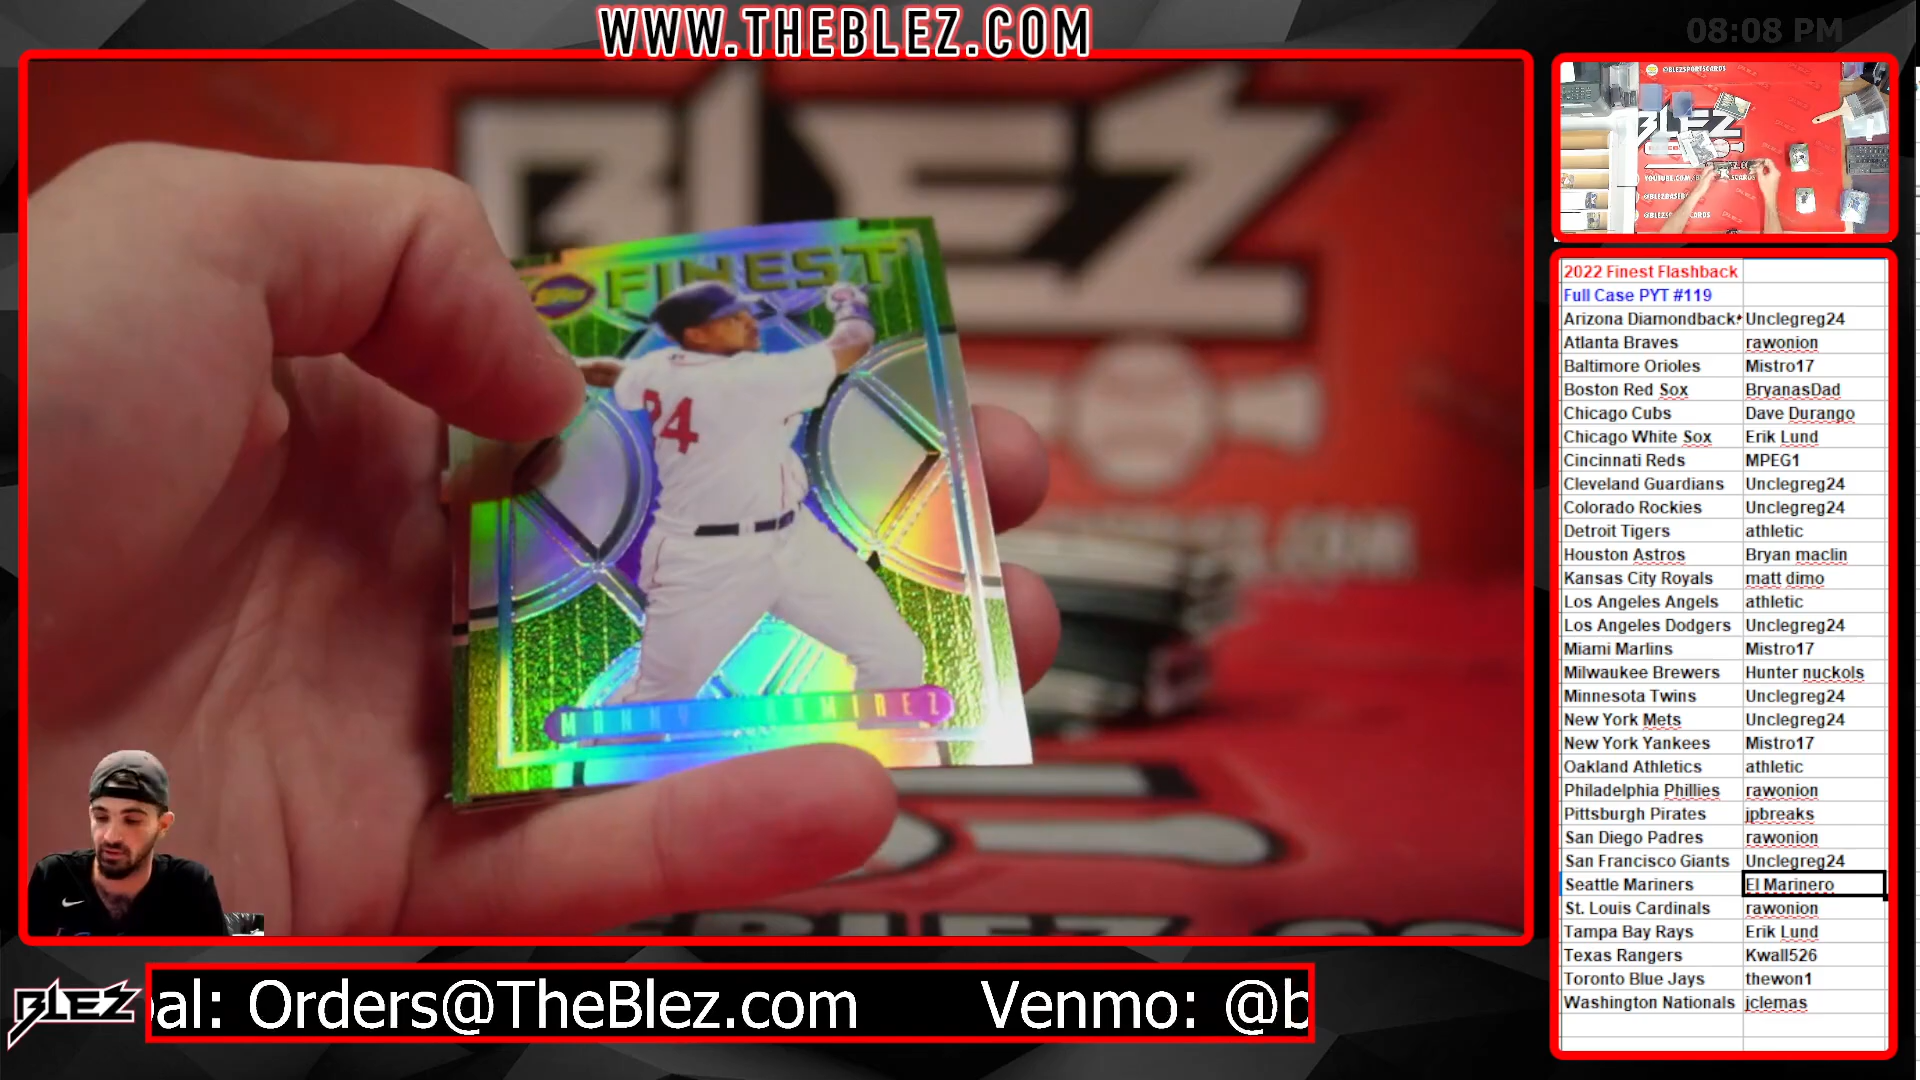 WWW.THEBLEZ.COM
08:08 PM
BLEZ
FINEST
24
MANNY RAMIREZ
@BLEZSPORTSCARDS
BLEZ
2022 Finest Flashback
Full Case PYT #119
Arizona Diamondback Unclegreg24
Atlanta Braves rawonion
Baltimore Orioles Mistro17
Boston Red Sox BryanasDad
Chicago Cubs Dave Durango
Chicago White Sox Erik Lund
Cincinnati Reds MPEG1
Cleveland Guardians Unclegreg24
Colorado Rockies Unclegreg24
Detroit Tigers athletic
Houston Astros Bryan maclin
Kansas City Royals matt dimo
Los Angeles Angels athletic
Los Angeles Dodgers Unclegreg24
Miami Marlins Mistro17
Milwaukee Brewers Hunter nuckols
Minnesota Twins Unclegreg24
New York Mets Unclegreg24
New York Yankees Mistro17
Oakland Athletics athletic
Philadelphia Phillies rawonion
Pittsburgh Pirates jpbreaks
San Diego Padres rawonion
San Francisco Giants Unclegreg24
Seattle Mariners El Marinero
St. Louis Cardinals rawonion
Tampa Bay Rays Erik Lund
Texas Rangers Kwall526
Toronto Blue Jays thewon1
Washington Nationals jclemas
BLEZ
al: Orders@TheBlez.com Venmo: @b